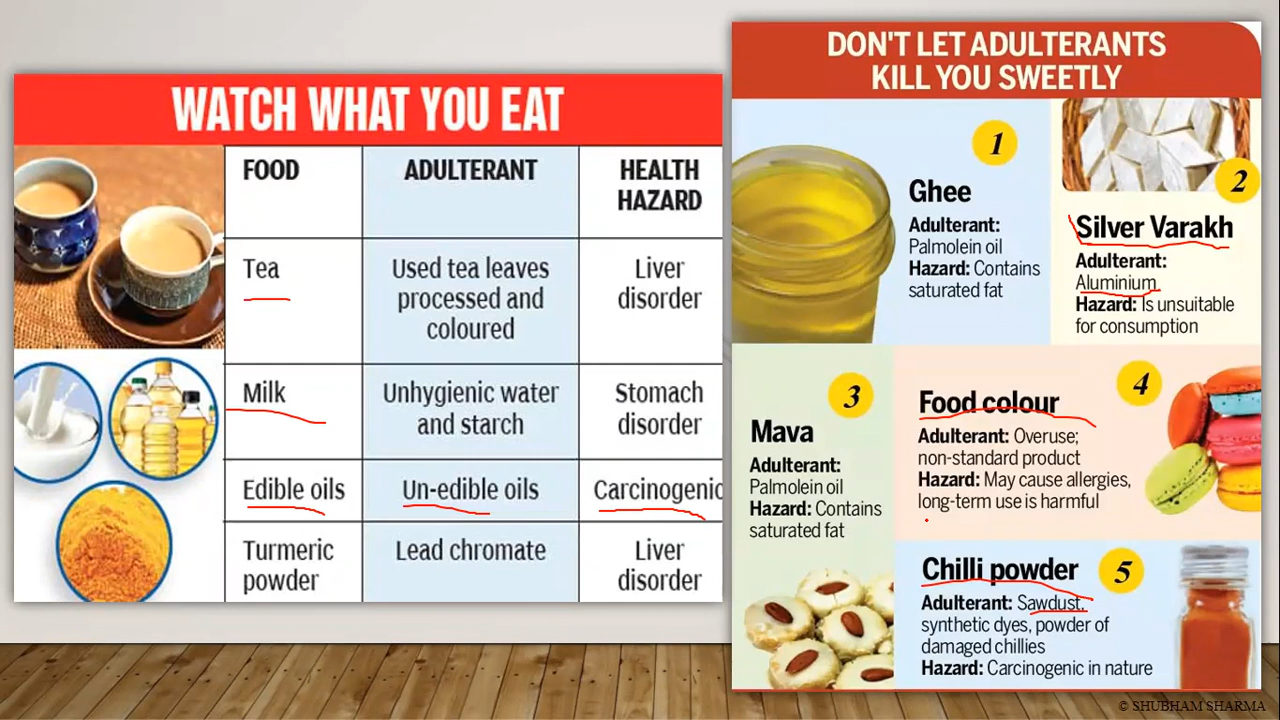 WATCH WHAT YOU EAT
FOOD
ADULTERANT
HEALTH
HAZARD
Tea
Used tea leaves
processed and
coloured
Liver
disorder
Milk
Unhygienic water
and starch
Stomach
disorder
Edible oils
Un-edible oils
Carcinogenic
Turmeric
powder
Lead chromate
Liver
disorder
DON'T LET ADULTERANTS
KILL YOU SWEETLY
1
Ghee
Adulterant:
Palmolein oil
Hazard: Contains
saturated fat
2
Silver Varakh
Adulterant:
Aluminium
Hazard: Is unsuitable
for consumption
3
Mava
Adulterant:
Palmolein oil
Hazard: Contains
saturated fat
4
Food colour
Adulterant: Overuse;
non-standard product
Hazard: May cause allergies,
long-term use is harmful
Chilli powder 5
Adulterant: Sawdust,
synthetic dyes, powder of
damaged chillies
Hazard: Carcinogenic in nature
© SHUBHAM SHARMA